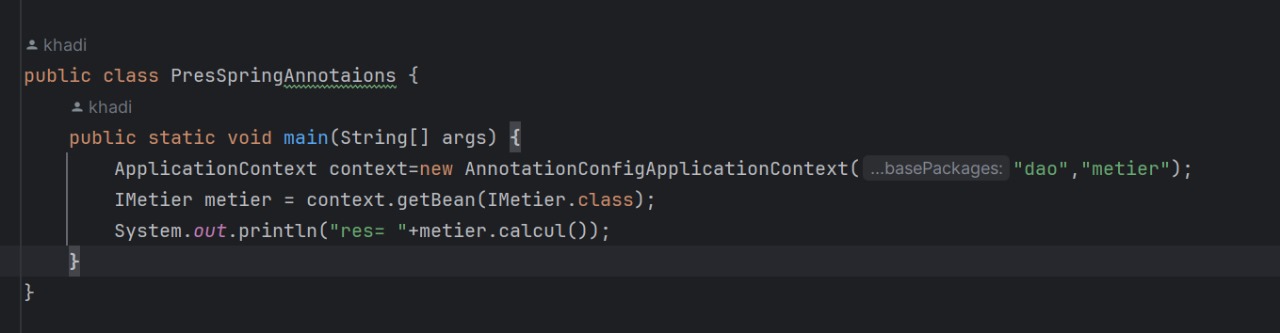 khadi
public class PresSpringAnnotaions {
khadi
public static void main(String[] args) {
ApplicationContext context=new AnnotationConfigApplicationContext( ...basePackages: "dao","metier");
IMetier metier = context.getBean(IMetier.class);
System.out.println("res= "+metier.calcul());
}
}